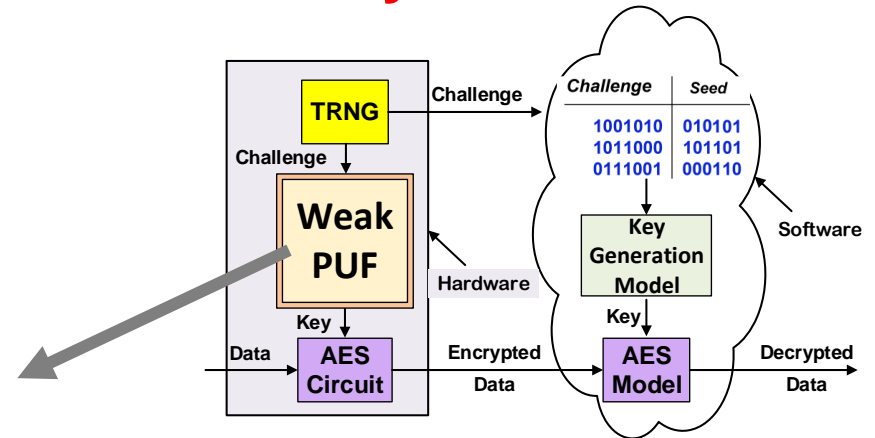 TRNG
Challenge
Challenge
Weak
PUF
Hardware
Key
Data
AES
Circuit
Encrypted
Data
Challenge Seed
1001010 010101
1011000 101101
0111001 000110
Key
Generation
Model
Software
Key
AES
Model
Decrypted
Data